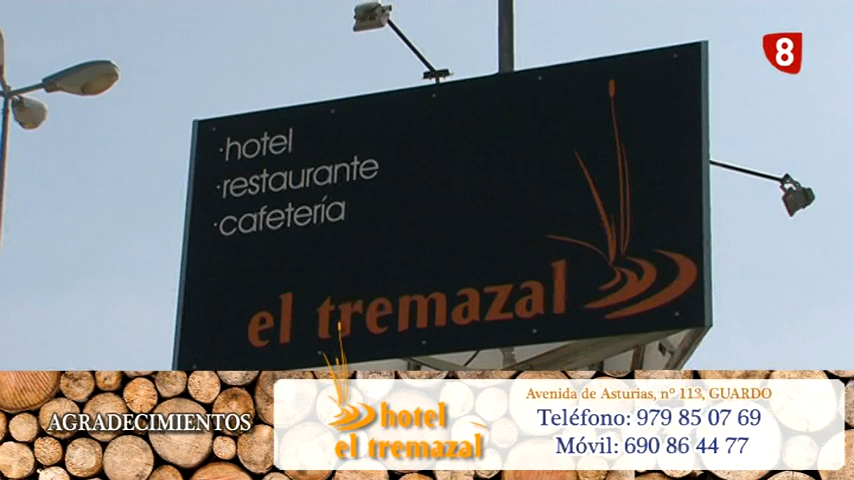 8
·hotel
·restaurante
·cafetería
el tremazal
AGRADECIMIENTOS
hotel
el tremazal
Avenida de Asturias, nº 113, GUARDO
Teléfono: 979 85 07 69
Móvil: 690 86 44 77